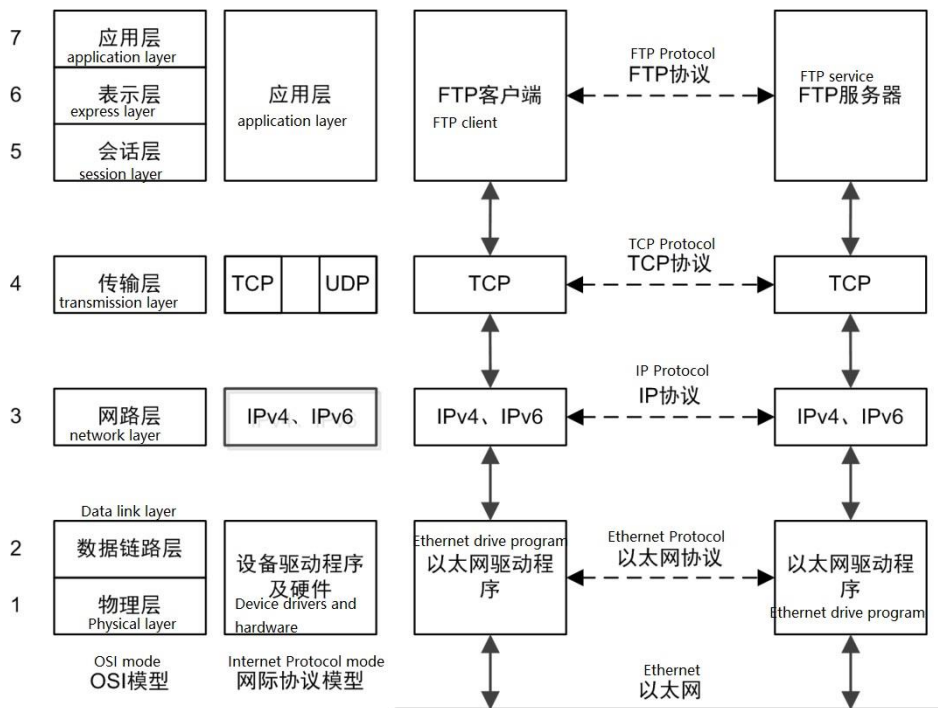 7
应用层
application layer
6
表示层
express layer
5
会话层
session layer
应用层
application layer
FTP客户端
FTP client
FTP Protocol
FTP协议
FTP service
FTP服务器
4
传输层
transmission layer
TCP
UDP
TCP
TCP Protocol
TCP协议
TCP
3
网路层
network layer
IPv4、IPv6
IPv4、IPv6
IP Protocol
IP协议
IPv4、IPv6
Data link layer
2
数据链路层
1
物理层
Physical layer
设备驱动程序
及硬件
Device drivers and
hardware
Ethernet drive program
以太网驱动程
序
Ethernet Protocol
以太网协议
以太网驱动程
序
Ethernet drive program
OSI mode
OSI模型
Internet Protocol mode
网际协议模型
Ethernet
以太网